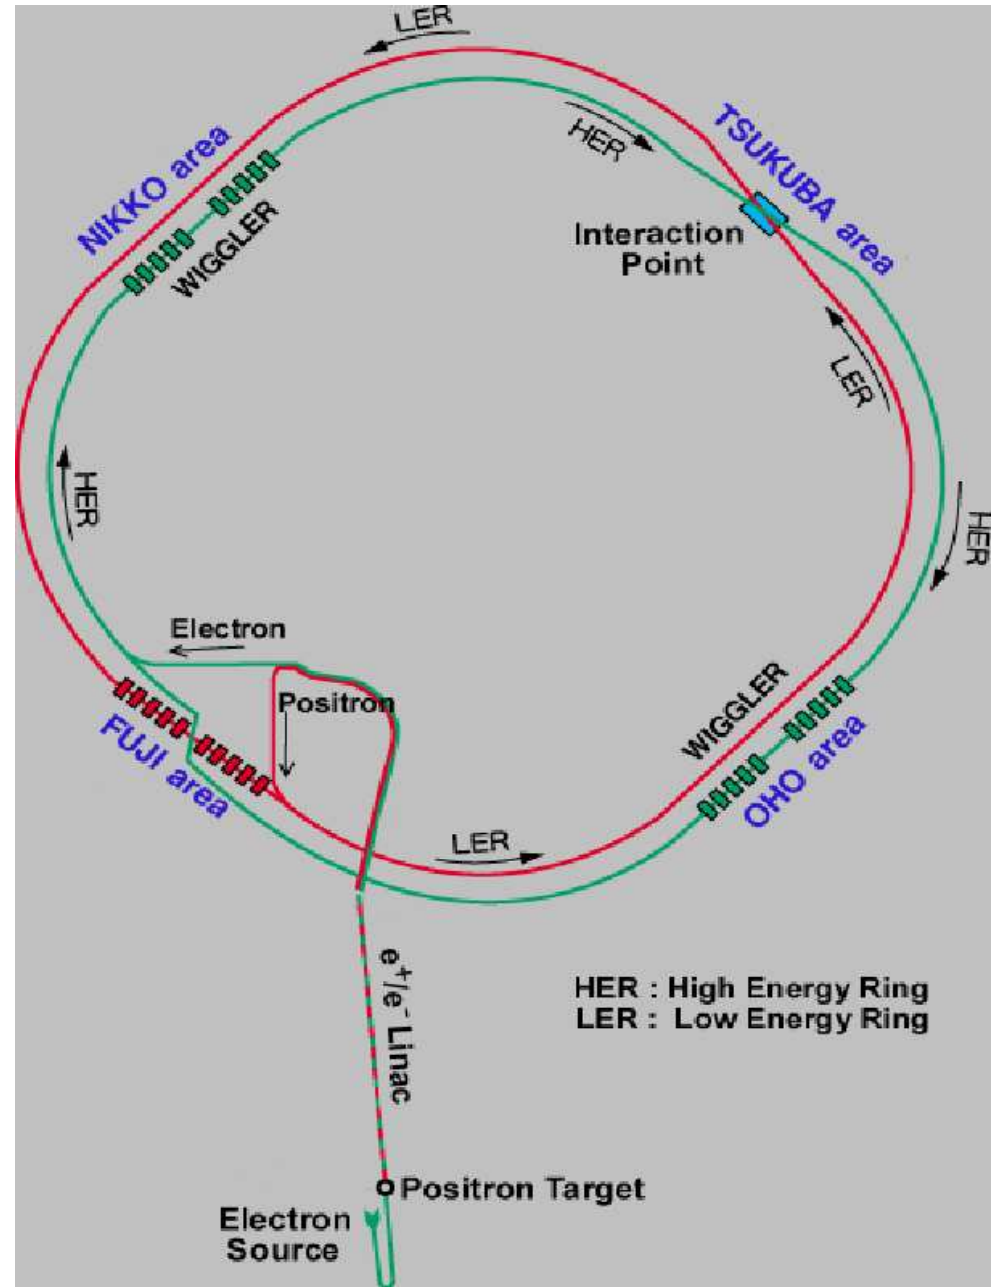 LER
HER
TSUKUBA area
NIKKO area
WIGGLER
Interaction
Point
LER
HER
HER
Electron
Positron
FUJI area
WIGGLER
OHO area
LER
e+/e- Linac
HER : High Energy Ring
LER : Low Energy Ring
Positron Target
Electron
Source